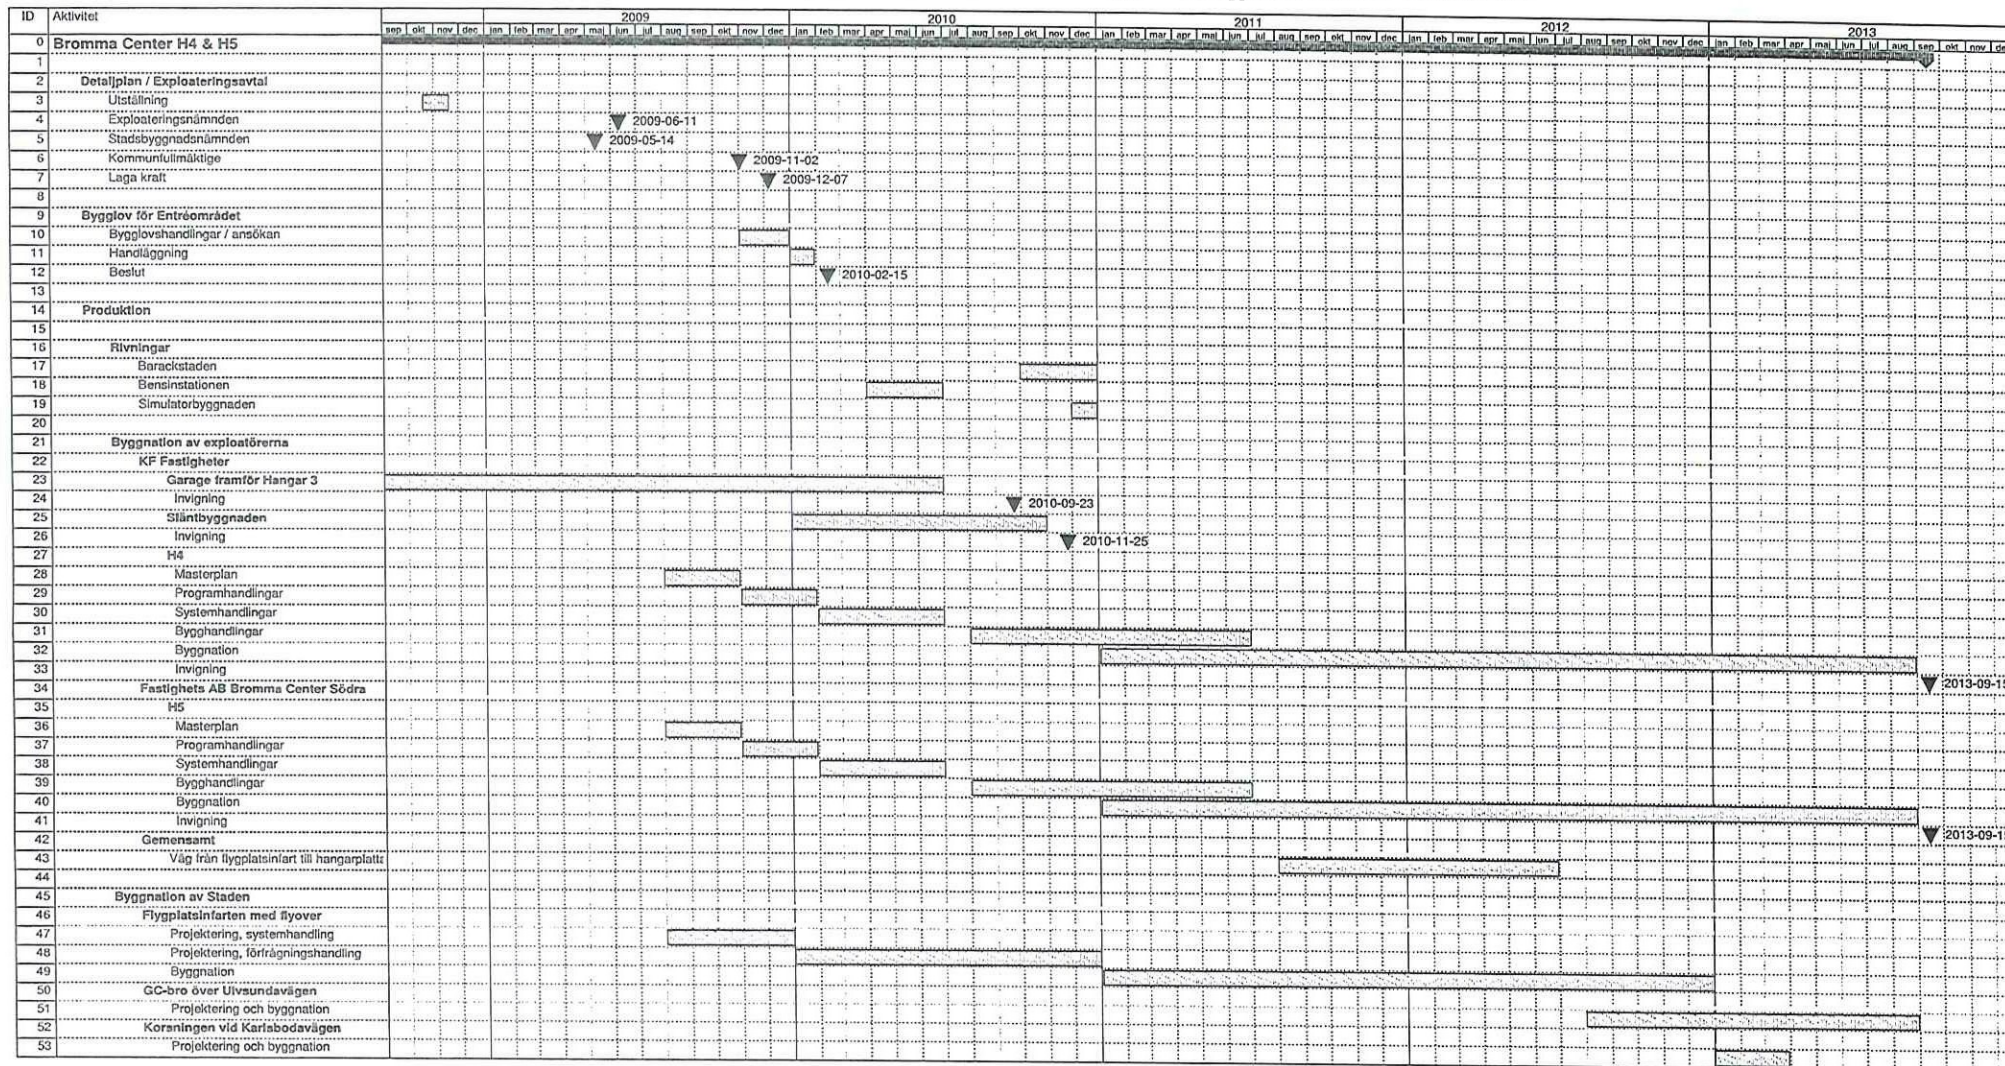 ID Aktivitet
2009 2010 2011 2012 2013
sep okt nov dec jan feb mar apr maj jun jul aug sep okt nov dec jan feb mar apr maj jun jul aug sep okt nov dec jan feb mar apr maj jun jul aug sep okt nov dec jan feb mar apr maj jun jul aug sep okt nov dec jan feb mar apr maj jun jul aug sep okt nov de
0 Bromma Center H4 & H5
1
2 Detaljplan / Exploateringsavtal
3 Utställning
4 Exploateringsnämnden 2009-06-11
5 Stadsbyggnadsnämnden 2009-05-14
6 Kommunfullmäktige 2009-11-02
7 Laga kraft 2009-12-07
8
9 Bygglov för Entréområdet
10 Bygglovshandlingar / ansökan
11 Handläggning
12 Beslut 2010-02-15
13
14 Produktion
15
16 Rivningar
17 Barackstaden
18 Bensinstationen
19 Simulatorbyggnaden
20
21 Byggnation av exploatörerna
22 KF Fastigheter
23 Garage framför Hangar 3
24 Invigning 2010-09-23
25 Släntbyggnaden
26 Invigning 2010-11-25
27 H4
28 Masterplan
29 Programhandlingar
30 Systemhandlingar
31 Bygghandlingar
32 Byggnation
33 Invigning 2013-09-1
34 Fastighets AB Bromma Center Södra
35 H5
36 Masterplan
37 Programhandlingar
38 Systemhandlingar
39 Bygghandlingar
40 Byggnation
41 Invigning 2013-09-1
42 Gemensamt
43 Väg från flygplatsinfart till hangarplatta
44
45 Byggnation av Staden
46 Flygplatsinfarten med flyover
47 Projektering, systemhandling
48 Projektering, förfrågningshandling
49 Byggnation
50 GC-bro över Ulvsundavägen
51 Projektering och byggnation
52 Korsningen vid Karlsbodavägen
53 Projektering och byggnation